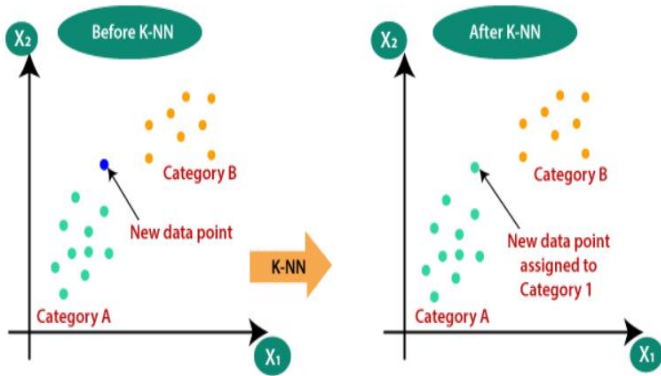 X₂
Before K-NN
Category B
New data point
Category A
X₁
K-NN
X₂
After K-NN
Category B
New data point
assigned to
Category 1
Category A
X₁